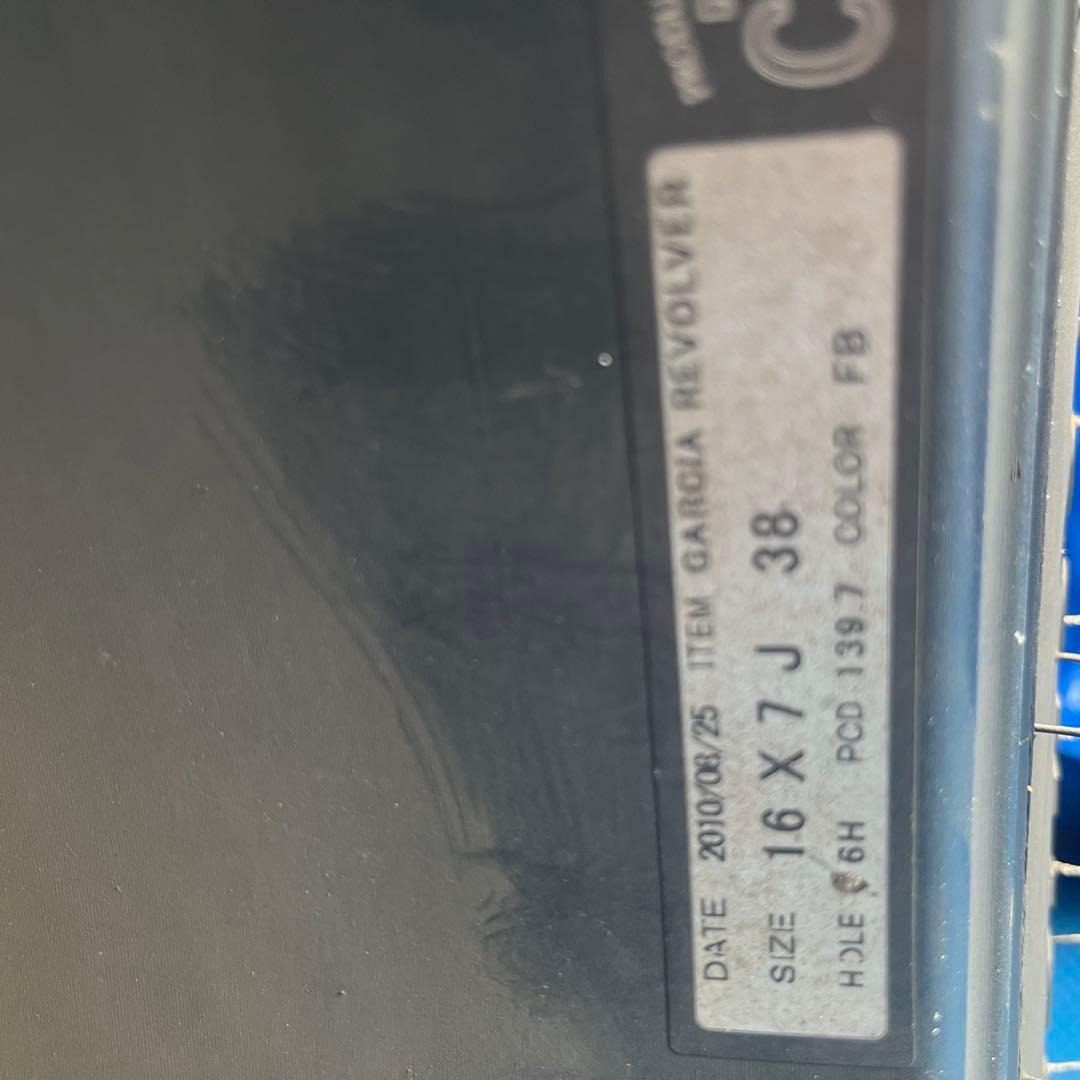 DATE 2010/08/25 ITEM GARCIA REVOLVER
SIZE 16 X 7 J 38
HOLE 6H PCD 139.7 COLOR FB